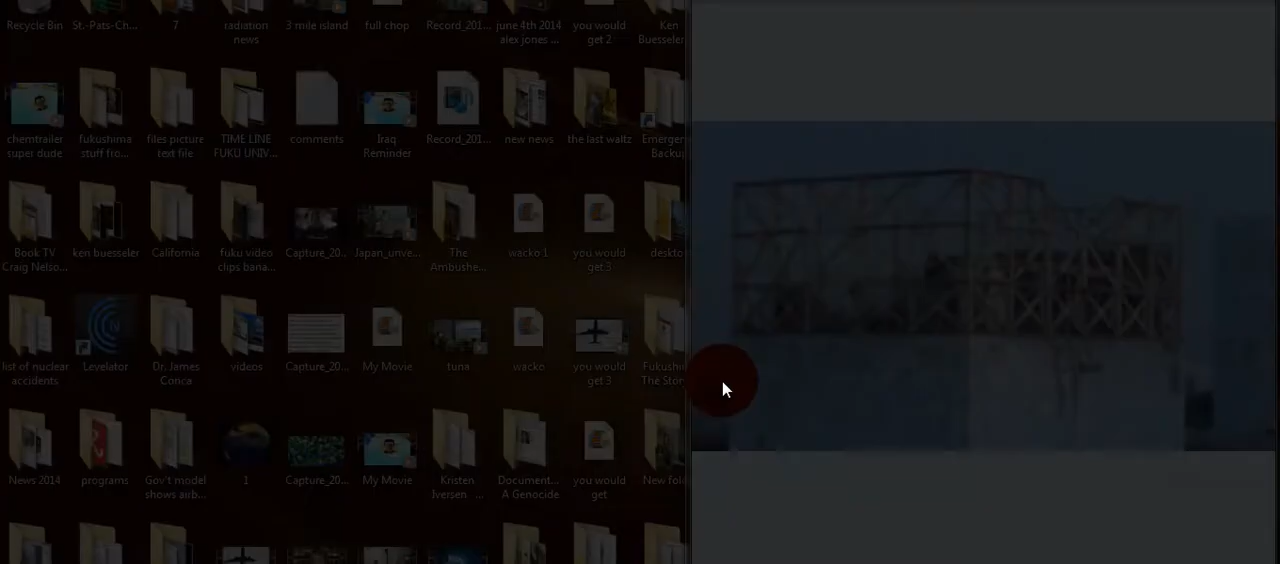 Recycle Bin
St.-Pats-Ch...
7
radiation
news
3 mile island
full chop
Record_201...
june 4th 2014
alex jones ...
you would
get 2
Ken
Buesseler
chemtrailer
super dude
fukushima
stuff fro...
files picture
text file
TIME LINE
FUKU UNIV...
comments
Iraq
Reminder
Record_201...
new news
the last waltz
Emergen
Backu
Book TV
Craig Nelso...
ken buesseler
California
fuku video
clips bana...
Capture_20...
Japan_unve...
The
Ambushe...
wacko 1
you would
get 3
deskto
list of nuclear
accidents
Levelator
Dr. James
Conca
videos
Capture_20...
My Movie
tuna
wacko
you would
get 3
Fukushi
The Story
News 2014
programs
Gov't model
shows airb...
1
Capture_20...
My Movie
Kristen
Iversen ...
Document...
A Genocide
you would
get
New fold